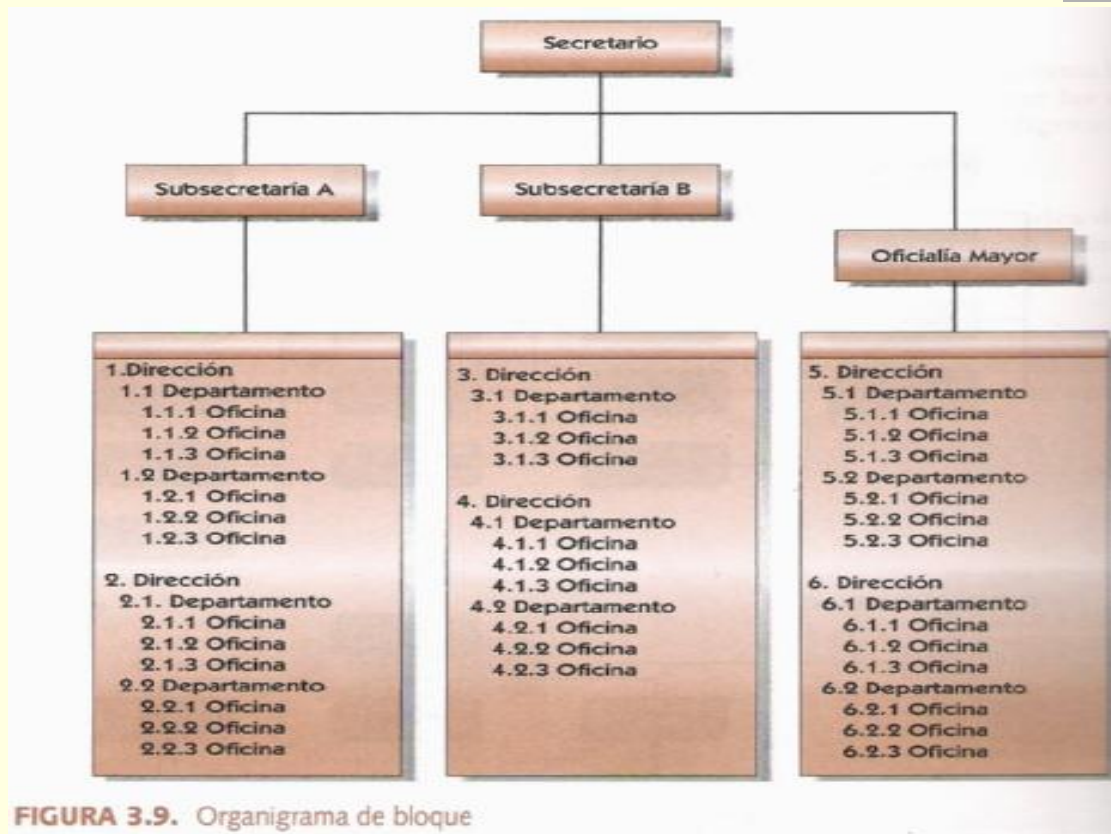 Secretario
Subsecretaría A
Subsecretaría B
Oficialía Mayor
1.Dirección
1.1 Departamento
1.1.1 Oficina
1.1.2 Oficina
1.1.3 Oficina
1.2 Departamento
1.2.1 Oficina
1.2.2 Oficina
1.2.3 Oficina
2. Dirección
2.1. Departamento
2.1.1 Oficina
2.1.2 Oficina
2.1.3 Oficina
2.2 Departamento
2.2.1 Oficina
2.2.2 Oficina
2.2.3 Oficina
3. Dirección
3.1 Departamento
3.1.1 Oficina
3.1.2 Oficina
3.1.3 Oficina
4. Dirección
4.1 Departamento
4.1.1 Oficina
4.1.2 Oficina
4.1.3 Oficina
4.2 Departamento
4.2.1 Oficina
4.2.2 Oficina
4.2.3 Oficina
5. Dirección
5.1 Departamento
5.1.1 Oficina
5.1.2 Oficina
5.1.3 Oficina
5.2 Departamento
5.2.1 Oficina
5.2.2 Oficina
5.2.3 Oficina
6. Dirección
6.1 Departamento
6.1.1 Oficina
6.1.2 Oficina
6.1.3 Oficina
6.2 Departamento
6.2.1 Oficina
6.2.2 Oficina
6.2.3 Oficina
FIGURA 3.9. Organigrama de bloque